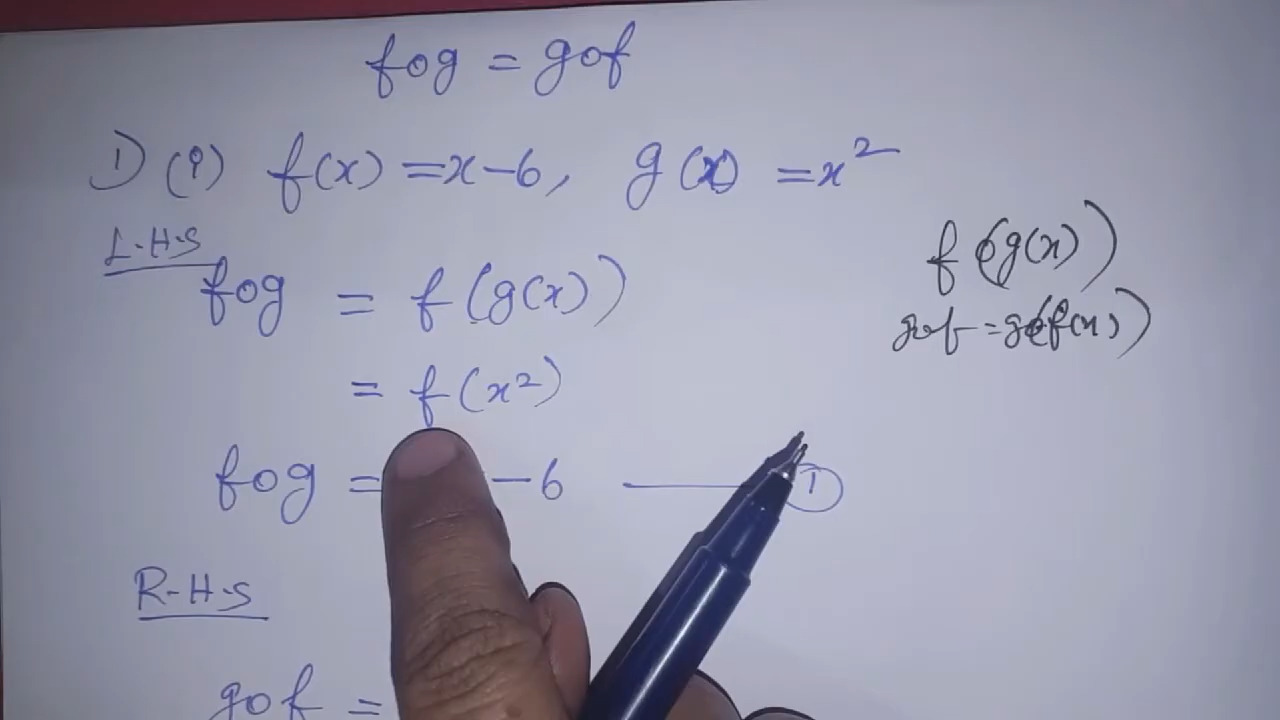 fog = gof
1) (i) f(x) = x-6, g(x) = x²
L-H-S
fog = f(g(x))
= f(x²)
fog = -6 —— ①
R-H-S
gof =
f(g(x))
gof = g(f(x))